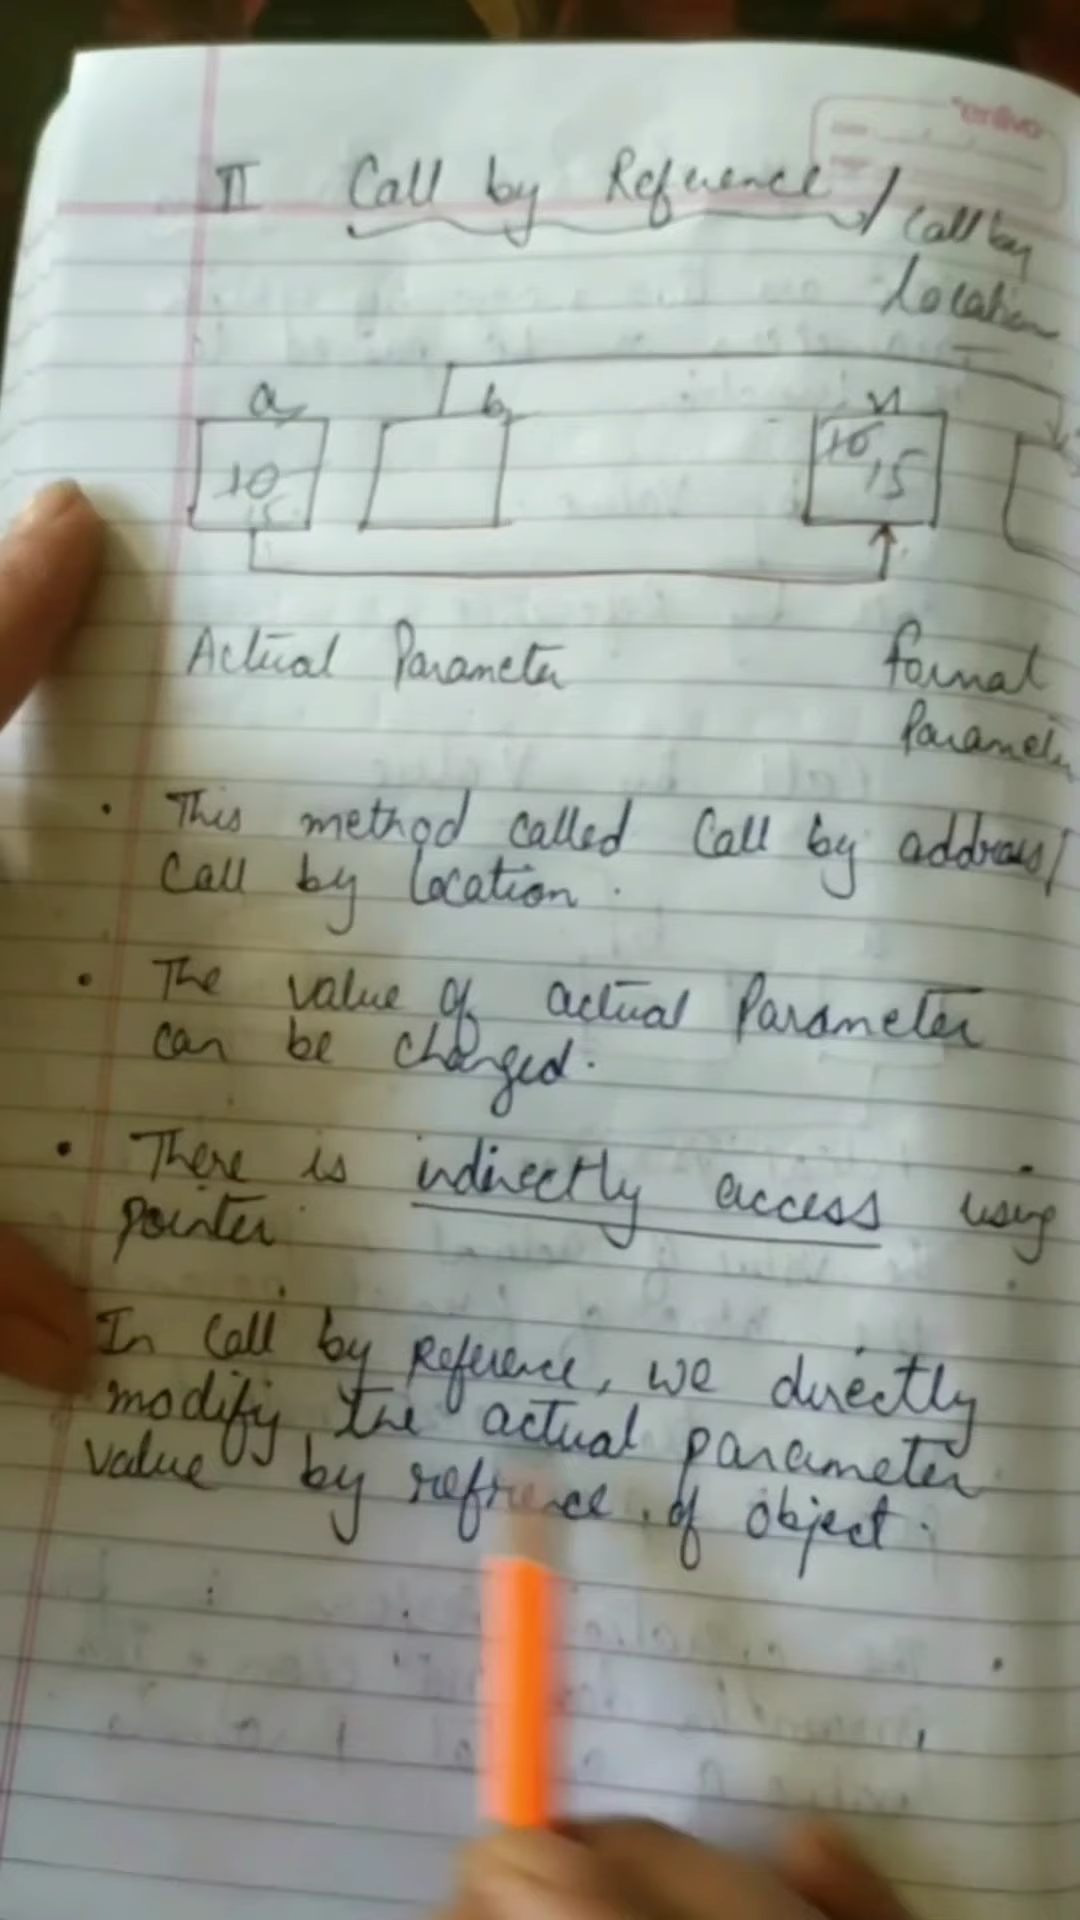 II Call by Reference / Call by
Location
a b x
10 10 15
15
Actual Parameter Formal
Parameter
• This method called Call by address/
Call by Location.
• The value of actual Parameter
can be changed.
• There is indirectly access using
pointer.
In Call by Reference, we directly
modify the actual parameter
value by refrence of object.